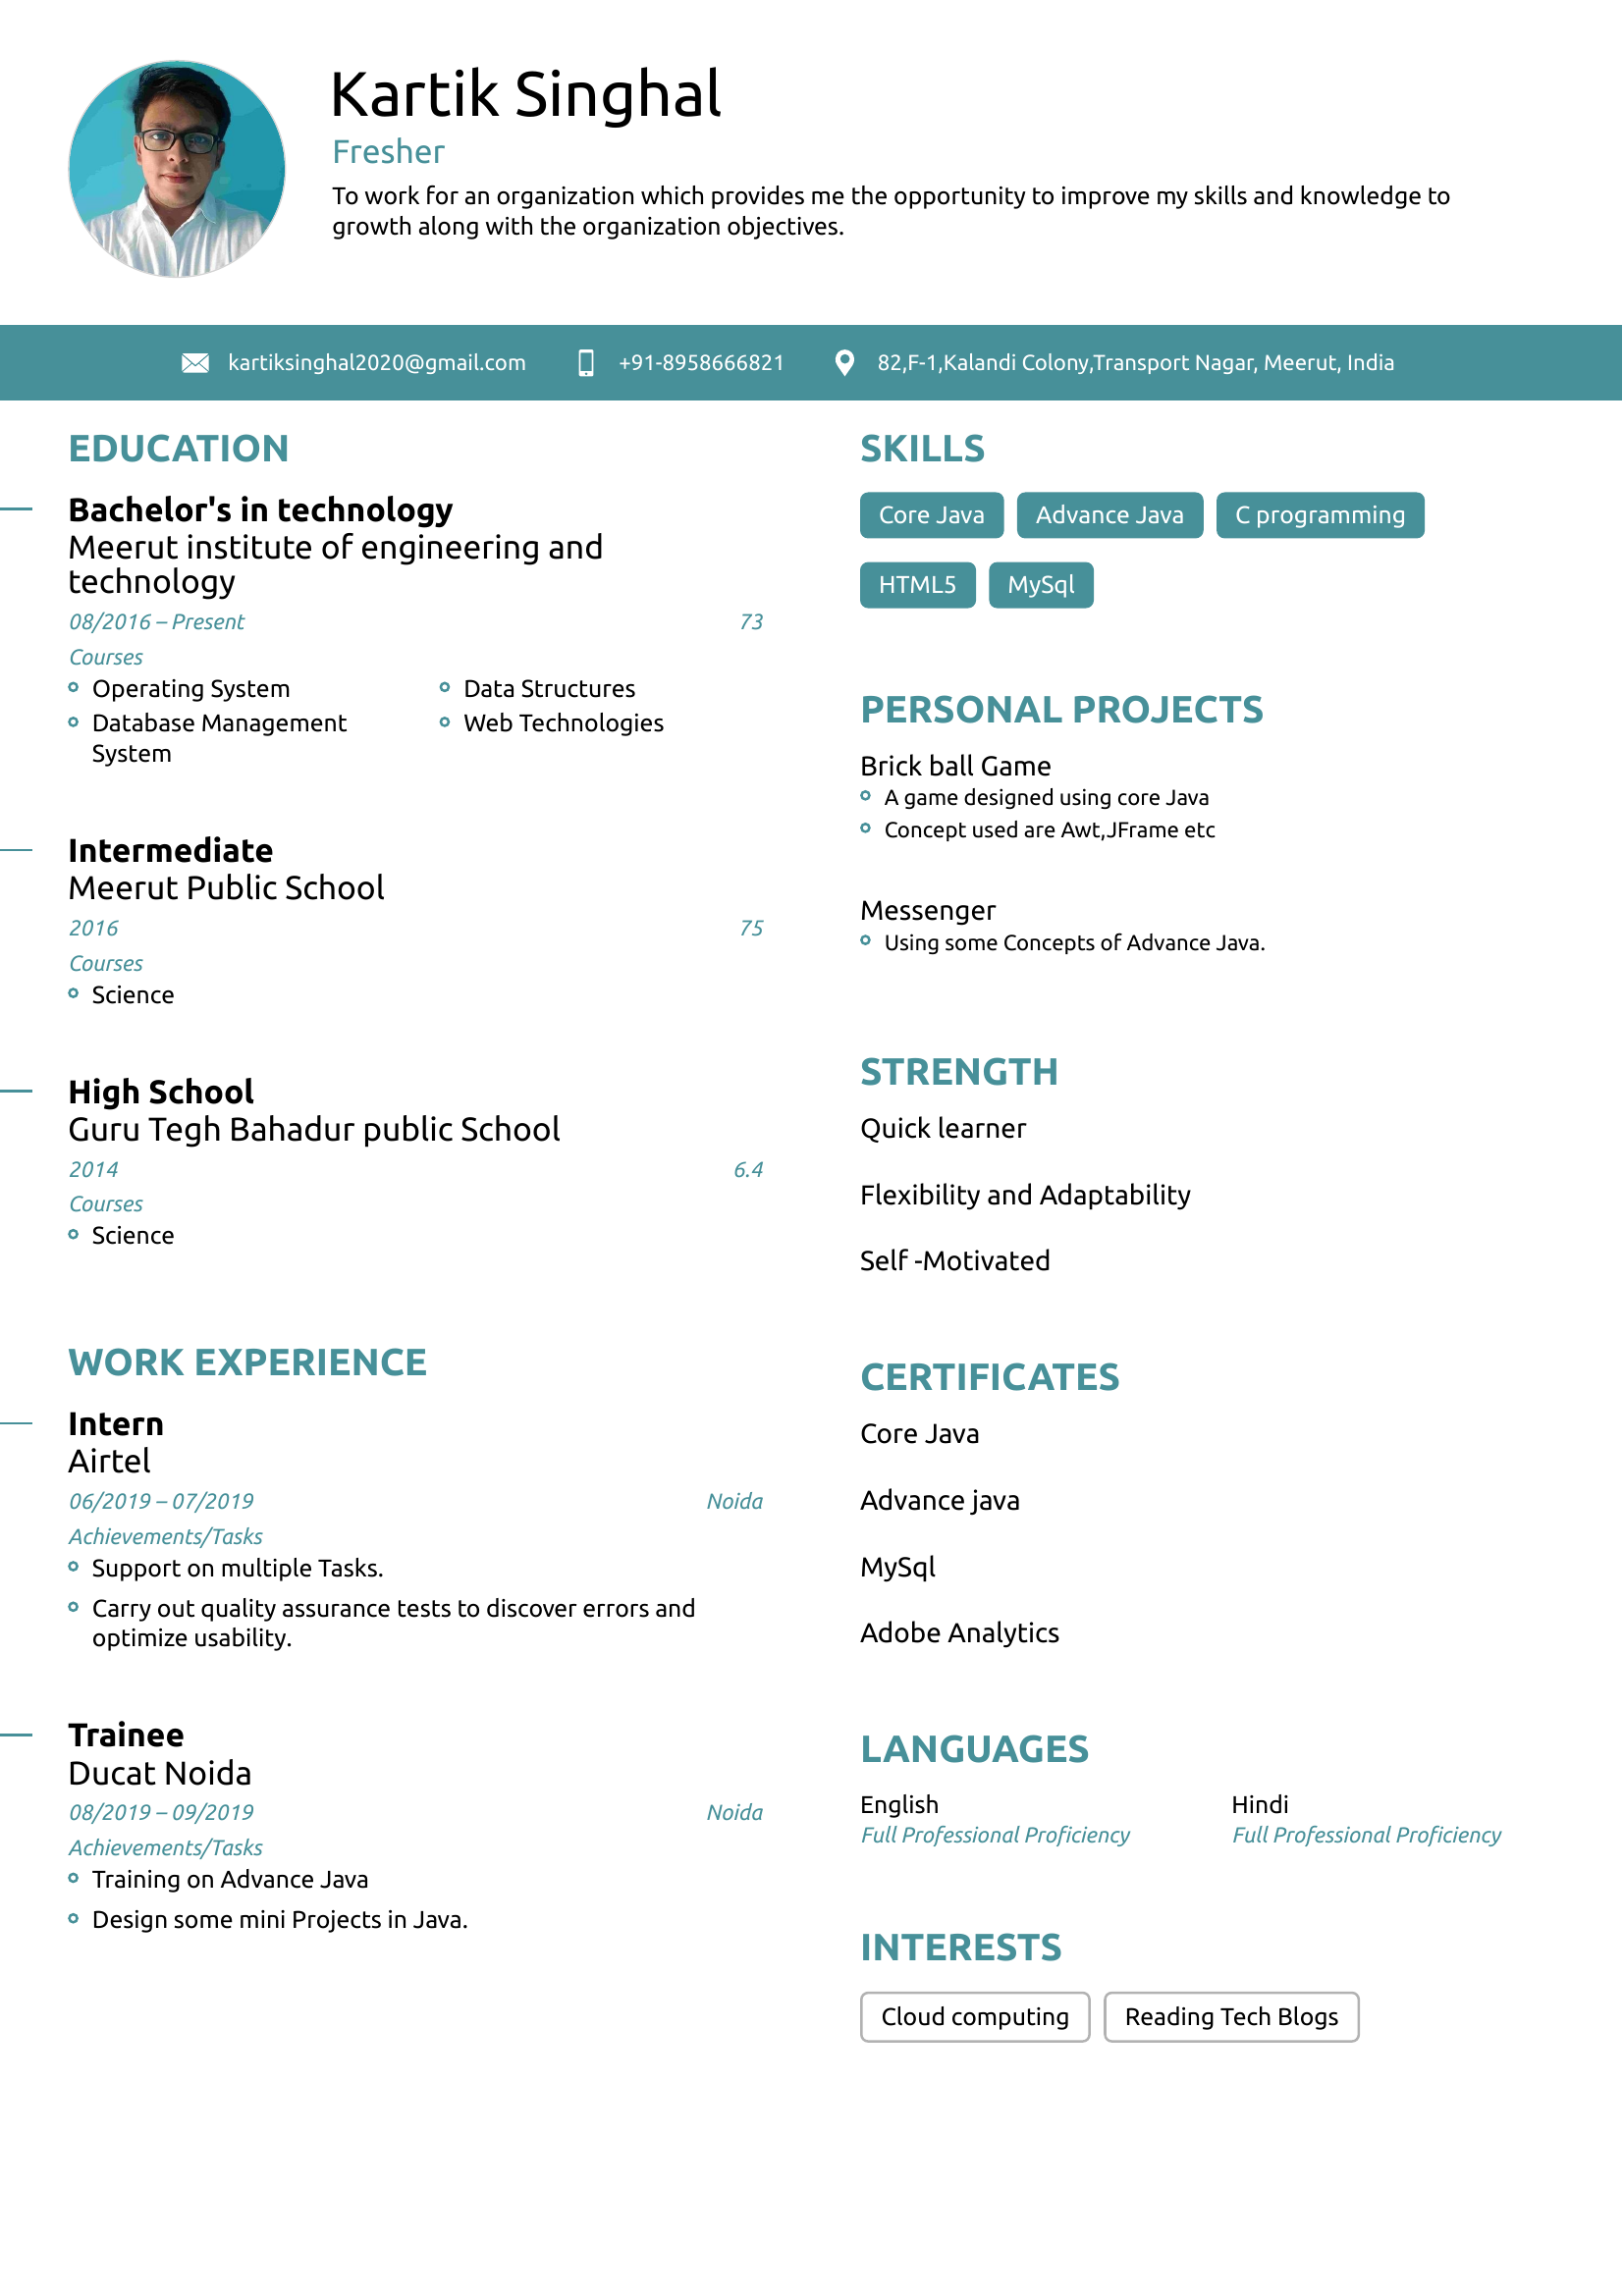 Kartik Singhal
Fresher
To work for an organization which provides me the opportunity to improve my skills and knowledge to
growth along with the organization objectives.
kartiksinghal2020@gmail.com
+91-8958666821
82,F-1,Kalandi Colony,Transport Nagar, Meerut, India
EDUCATION
Bachelor's in technology
Meerut institute of engineering and
technology
08/2016 – Present 73
Courses
Operating System
Data Structures
Database Management
System
Web Technologies
Intermediate
Meerut Public School
2016 75
Courses
Science
High School
Guru Tegh Bahadur public School
2014 6.4
Courses
Science
WORK EXPERIENCE
Intern
Airtel
06/2019 – 07/2019 Noida
Achievements/Tasks
Support on multiple Tasks.
Carry out quality assurance tests to discover errors and
optimize usability.
Trainee
Ducat Noida
08/2019 – 09/2019 Noida
Achievements/Tasks
Training on Advance Java
Design some mini Projects in Java.
SKILLS
Core Java Advance Java C programming
HTML5 MySql
PERSONAL PROJECTS
Brick ball Game
A game designed using core Java
Concept used are Awt,JFrame etc
Messenger
Using some Concepts of Advance Java.
STRENGTH
Quick learner
Flexibility and Adaptability
Self -Motivated
CERTIFICATES
Core Java
Advance java
MySql
Adobe Analytics
LANGUAGES
English
Full Professional Proficiency
Hindi
Full Professional Proficiency
INTERESTS
Cloud computing Reading Tech Blogs